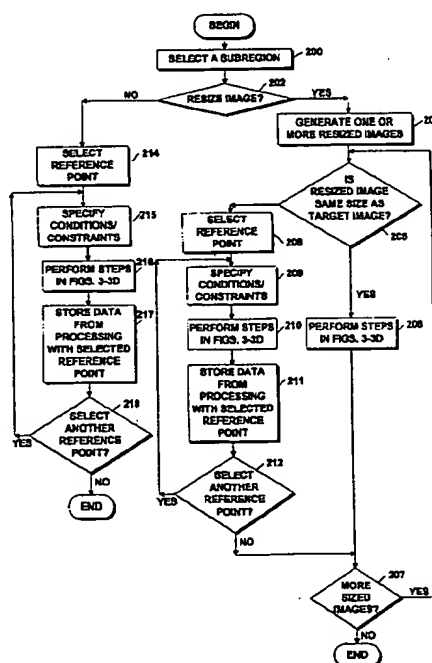 BEGIN
SELECT A SUBREGION
200
202
NO
RESIZE IMAGE?
YES
GENERATE ONE OR
MORE RESIZED IMAGES
SELECT
REFERENCE
POINT
214
IS
RESIZED IMAGE
SAME SIZE AS
TARGET IMAGE?
205
SPECIFY
CONDITIONS/
CONSTRAINTS
215
SELECT
REFERENCE
POINT
208
PERFORM STEPS
IN FIGS. 3-3D
216
SPECIFY
CONDITIONS/
CONSTRAINTS
209
YES
STORE DATA
FROM
PROCESSING
WITH SELECTED
REFERENCE
POINT
217
PERFORM STEPS
IN FIGS. 3-3D
210
PERFORM STEPS
IN FIGS. 3-3D
206
STORE DATA
FROM
PROCESSING
WITH SELECTED
REFERENCE
POINT
211
SELECT
ANOTHER
REFERENCE
POINT?
YES
NO
END
SELECT
ANOTHER
REFERENCE
POINT?
212
YES
NO
MORE
SIZED
IMAGES?
207
YES
NO
END